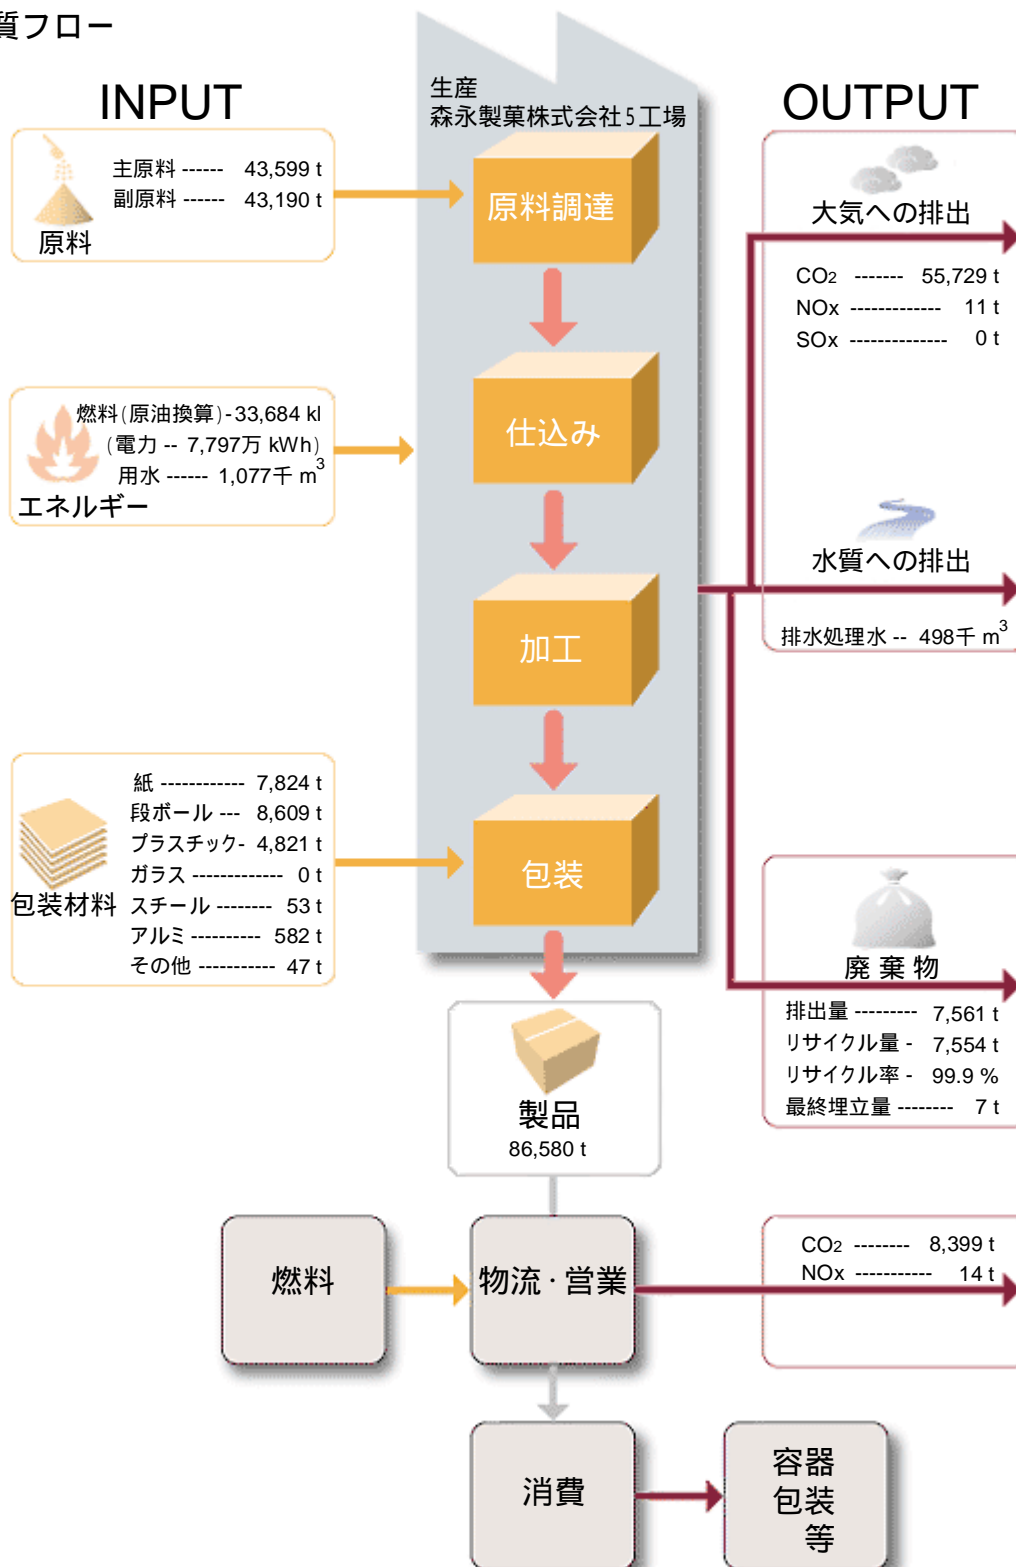 質フロー
INPUT
主原料 ------ 43,599 t
副原料 ------ 43,190 t
原料
燃料(原油換算)-33,684 kl
(電力 -- 7,797万 kWh)
用水 ------ 1,077千 m³
エネルギー
紙 ------------ 7,824 t
段ボール --- 8,609 t
プラスチック- 4,821 t
ガラス ------------- 0 t
スチール -------- 53 t
アルミ ---------- 582 t
その他 ----------- 47 t
包装材料
生産
森永製菓株式会社5工場
原料調達
仕込み
加工
包装
製品
86,580 t
OUTPUT
大気への排出
CO₂ ------- 55,729 t
NOx ------------- 11 t
SOx -------------- 0 t
水質への排出
排水処理水 -- 498千 m³
廃棄物
排出量 --------- 7,561 t
リサイクル量 - 7,554 t
リサイクル率 - 99.9 %
最終埋立量 -------- 7 t
燃料
物流・営業
CO₂ -------- 8,399 t
NOx ----------- 14 t
消費
容器
包装
等